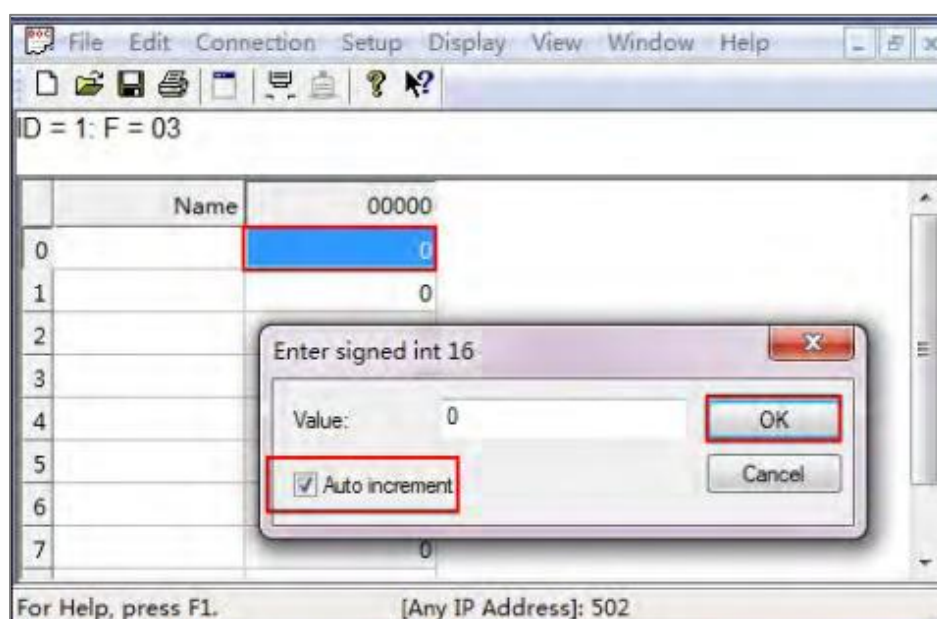 File Edit Connection Setup Display View Window Help
ID = 1: F = 03
Name 00000
0 0
1 0
2
3
4
5
6
7 0
Enter signed int 16
Value: 0
OK
Auto increment
Cancel
For Help, press F1. [Any IP Address]: 502